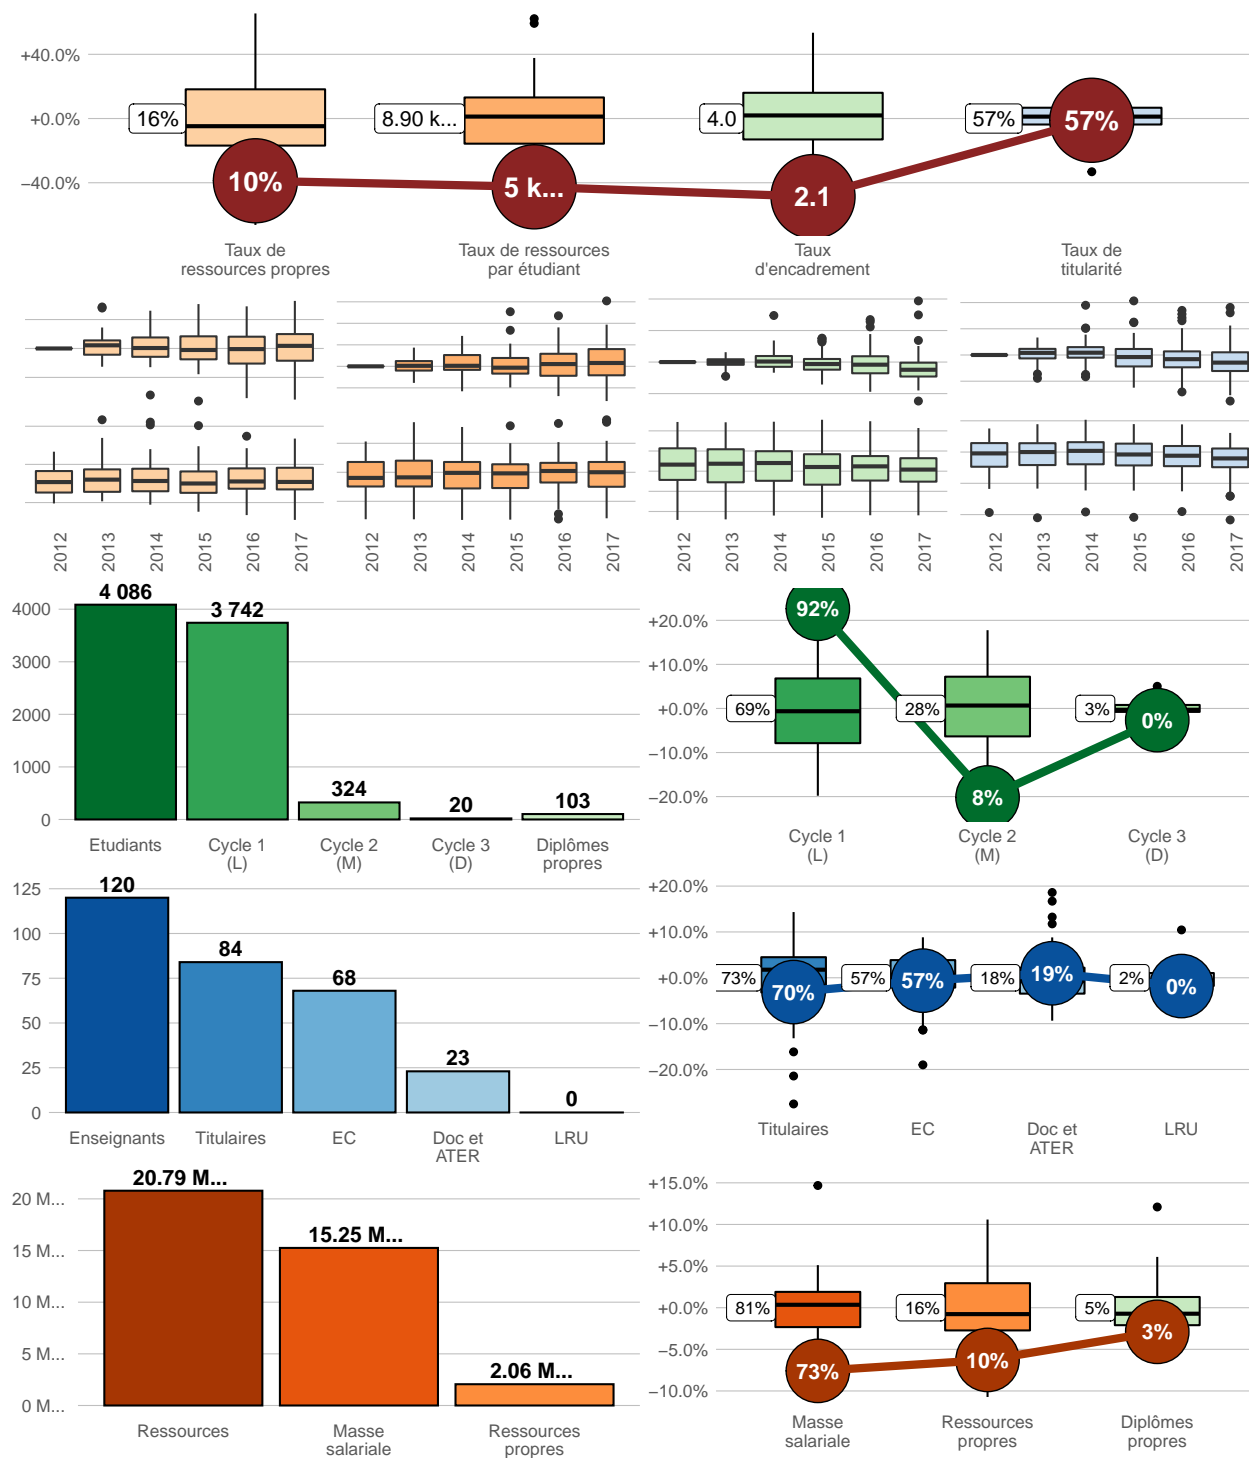 +40.0%
+0.0%
−40.0%
16%
8.90 k...
4.0
57%
10%
5 k...
2.1
57%
Taux de
ressources propres
Taux de ressources
par étudiant
Taux
d'encadrement
Taux de
titularité
2012
2013
2014
2015
2016
2017
2012
2013
2014
2015
2016
2017
2012
2013
2014
2015
2016
2017
2012
2013
2014
2015
2016
2017
4000
3000
2000
1000
0
4 086
3 742
324
20
103
Etudiants
Cycle 1
(L)
Cycle 2
(M)
Cycle 3
(D)
Diplômes
propres
+20.0%
+10.0%
+0.0%
−10.0%
−20.0%
69%
28%
3%
92%
8%
0%
Cycle 1
(L)
Cycle 2
(M)
Cycle 3
(D)
125
100
75
50
25
0
120
84
68
23
0
Enseignants
Titulaires
EC
Doc et
ATER
LRU
+20.0%
+10.0%
+0.0%
−10.0%
−20.0%
73%
57%
18%
2%
70%
57%
19%
0%
Titulaires
EC
Doc et
ATER
LRU
20 M...
15 M...
10 M...
5 M...
0 M...
20.79 M...
15.25 M...
2.06 M...
Ressources
Masse
salariale
Ressources
propres
+15.0%
+10.0%
+5.0%
+0.0%
−5.0%
−10.0%
81%
16%
5%
73%
10%
3%
Masse
salariale
Ressources
propres
Diplômes
propres